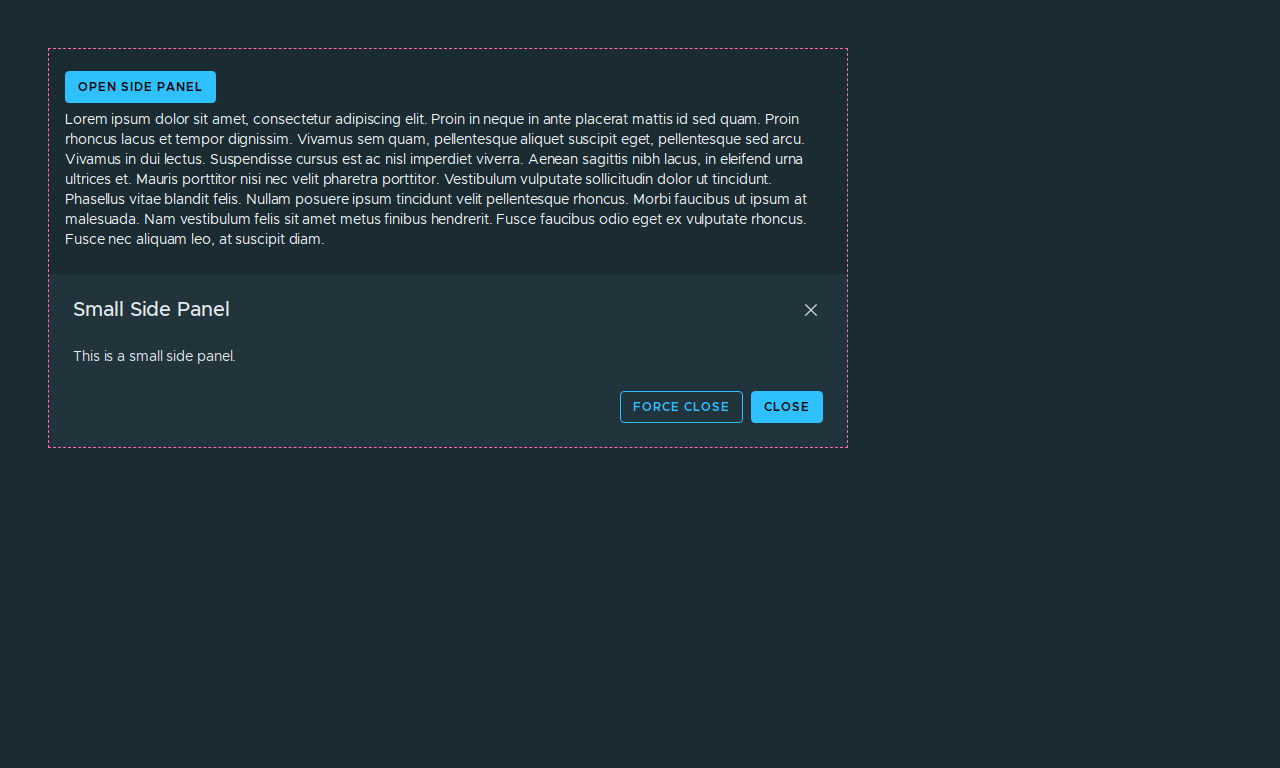 OPEN SIDE PANEL
Lorem ipsum dolor sit amet, consectetur adipiscing elit. Proin in neque in ante placerat mattis id sed quam. Proin
rhoncus lacus et tempor dignissim. Vivamus sem quam, pellentesque aliquet suscipit eget, pellentesque sed arcu.
Vivamus in dui lectus. Suspendisse cursus est ac nisl imperdiet viverra. Aenean sagittis nibh lacus, in eleifend urna
ultrices et. Mauris porttitor nisi nec velit pharetra porttitor. Vestibulum vulputate sollicitudin dolor ut tincidunt.
Phasellus vitae blandit felis. Nullam posuere ipsum tincidunt velit pellentesque rhoncus. Morbi faucibus ut ipsum at
malesuada. Nam vestibulum felis sit amet metus finibus hendrerit. Fusce faucibus odio eget ex vulputate rhoncus.
Fusce nec aliquam leo, at suscipit diam.
Small Side Panel
This is a small side panel.
FORCE CLOSE
CLOSE